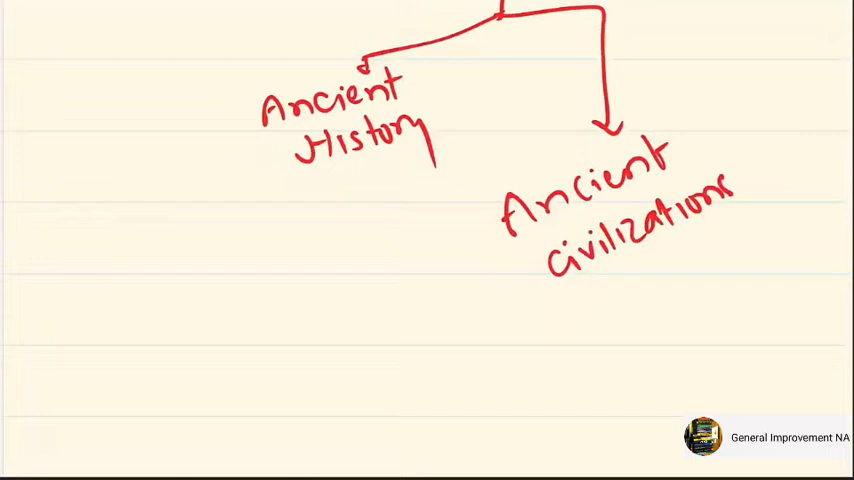 Ancient
History
Ancient
Civilizations
General Improvement NA